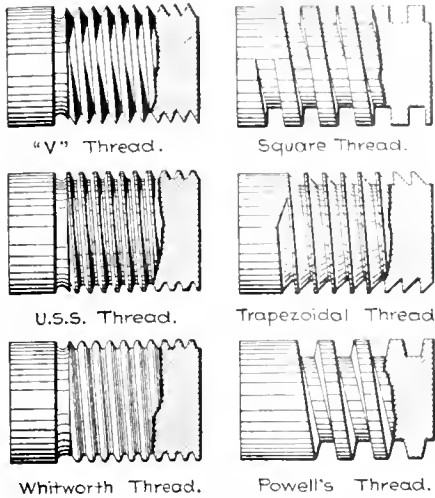 "V" Thread.
Square Thread.
U.S.S. Thread.
Trapezoidal Thread
Whitworth Thread.
Powell's Thread.